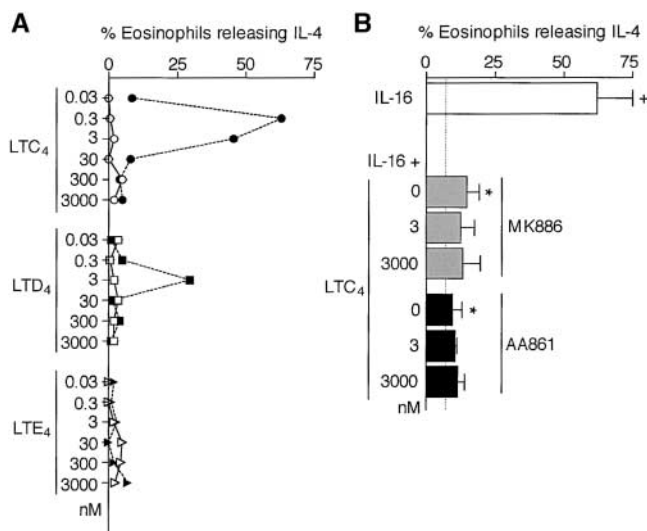 A
% Eosinophils releasing IL-4
0 25 50 75
LTC4
0.03
0.3
3
30
300
3000
LTD4
0.03
0.3
3
30
300
3000
LTE4
0.03
0.3
3
30
300
3000
nM
B
% Eosinophils releasing IL-4
0 25 50 75
IL-16
+
IL-16 +
LTC4
0
*
3
3000
MK886
0
*
3
3000
AA861
nM